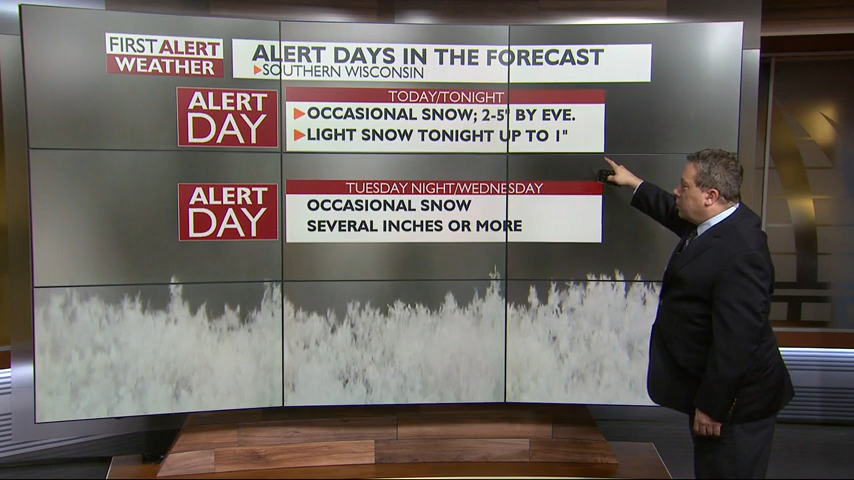 FIRST ALERT
WEATHER
ALERT DAYS IN THE FORECAST
SOUTHERN WISCONSIN
ALERT
DAY
TODAY/TONIGHT
OCCASIONAL SNOW; 2-5" BY EVE.
LIGHT SNOW TONIGHT UP TO 1"
ALERT
DAY
TUESDAY NIGHT/WEDNESDAY
OCCASIONAL SNOW
SEVERAL INCHES OR MORE